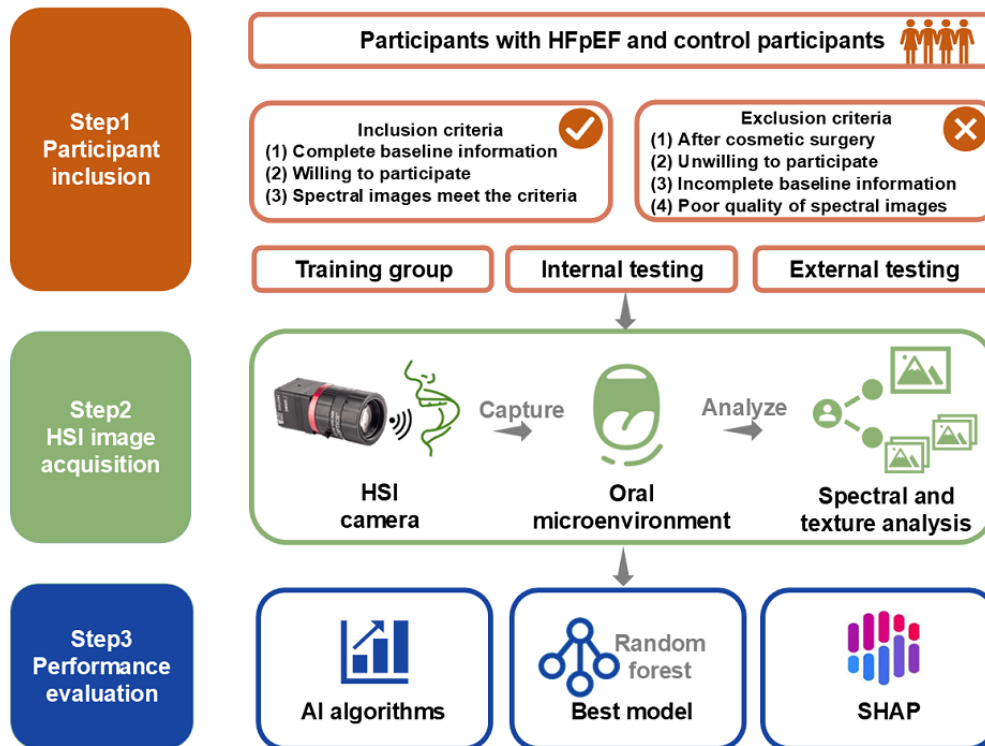 Step1
Participant
inclusion
Participants with HFpEF and control participants
Inclusion criteria
(1) Complete baseline information
(2) Willing to participate
(3) Spectral images meet the criteria
Exclusion criteria
(1) After cosmetic surgery
(2) Unwilling to participate
(3) Incomplete baseline information
(4) Poor quality of spectral images
Training group
Internal testing
External testing
Step2
HSI image
acquisition
Capture
Analyze
HSI
camera
Oral
microenvironment
Spectral and
texture analysis
Step3
Performance
evaluation
AI algorithms
Random
forest
Best model
SHAP